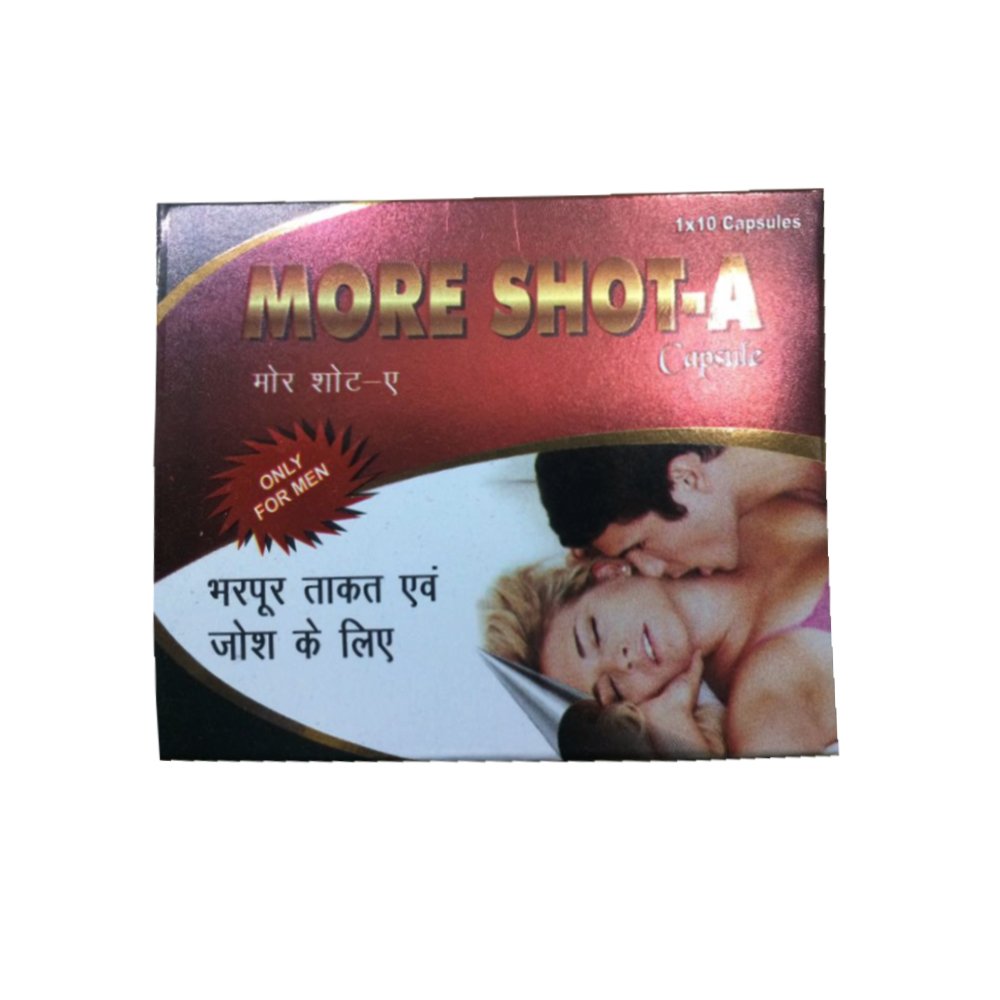 1x10 Capsules
MORE SHOT-A
Capsule
मोर शोट-ए
ONLY
FOR MEN
भरपूर ताकत एवं
जोश के लिए